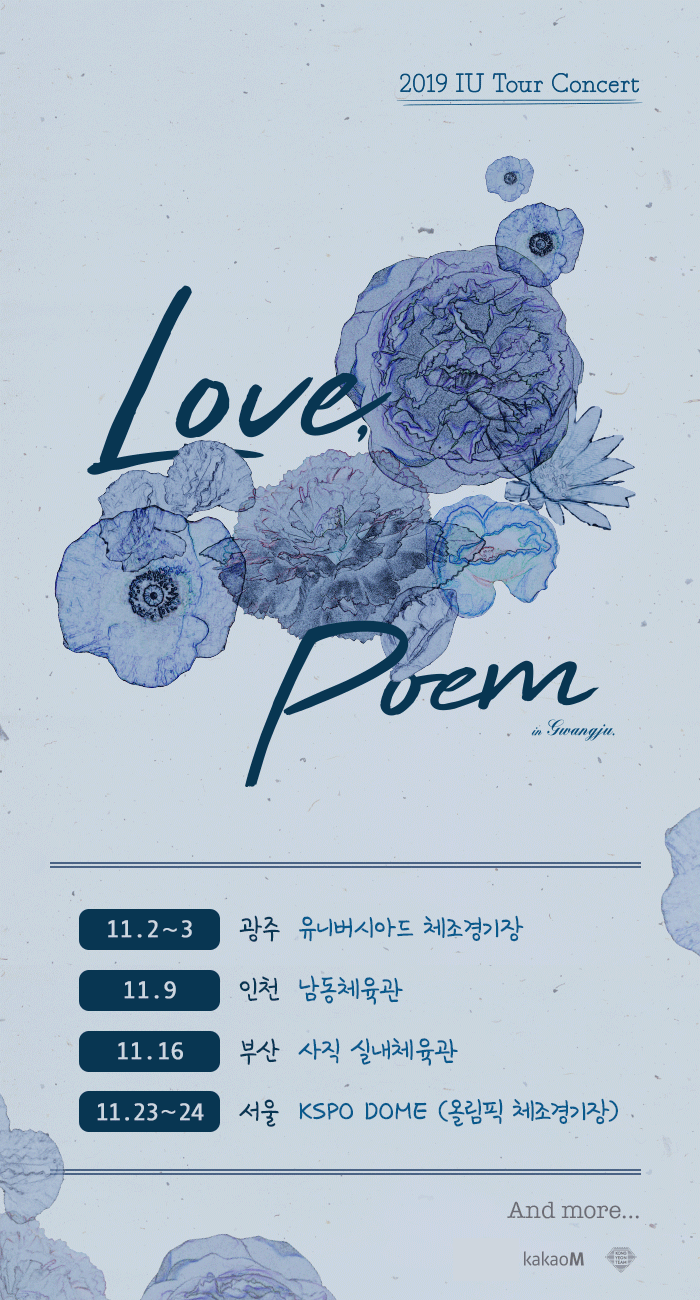 2019 IU Tour Concert
Love,
Poem
in Gwangju.
11.2~3 광주 유니버시아드 체조경기장
11.9 인천 남동체육관
11.16 부산 사직 실내체육관
11.23~24 서울 KSPO DOME (올림픽 체조경기장)
And more...
kakaoM
KONG
YEON
TEAM